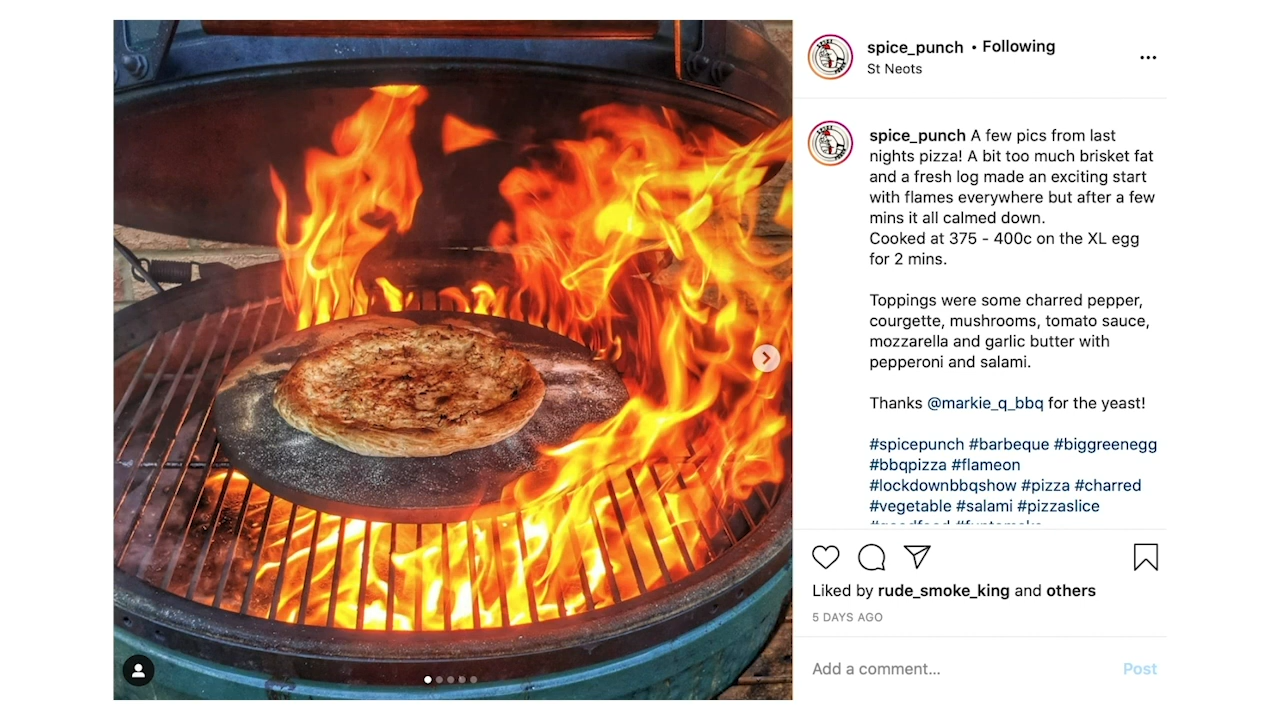 spice_punch • Following
St Neots
spice_punch A few pics from last
nights pizza! A bit too much brisket fat
and a fresh log made an exciting start
with flames everywhere but after a few
mins it all calmed down.
Cooked at 375 - 400c on the XL egg
for 2 mins.
Toppings were some charred pepper,
courgette, mushrooms, tomato sauce,
mozzarella and garlic butter with
pepperoni and salami.
Thanks @markie_q_bbq for the yeast!
#spicepunch #barbeque #biggreenegg
#bbqpizza #flameon
#lockdownbbqshow #pizza #charred
#vegetable #salami #pizzaslice
Liked by rude_smoke_king and others
5 DAYS AGO
Add a comment...
Post